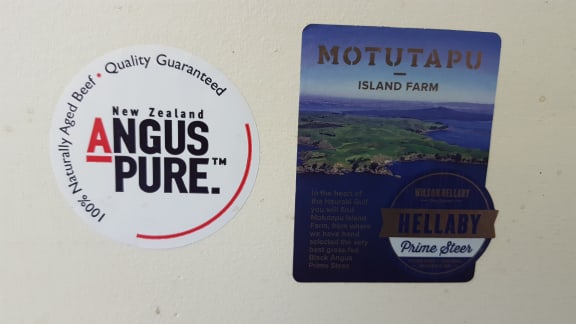 100% Naturally Aged Beef • Quality Guaranteed
New Zealand
ANGUS
PURE.™
MOTUTAPU
ISLAND FARM
In the heart of
the Hauraki Gulf
you will find
Motutapu Island
Farm,
where
we have hand
selected the very
best grass-fed
Black Angus
Prime Steer
WILSON HELLABY
HELLABY
Prime Steer